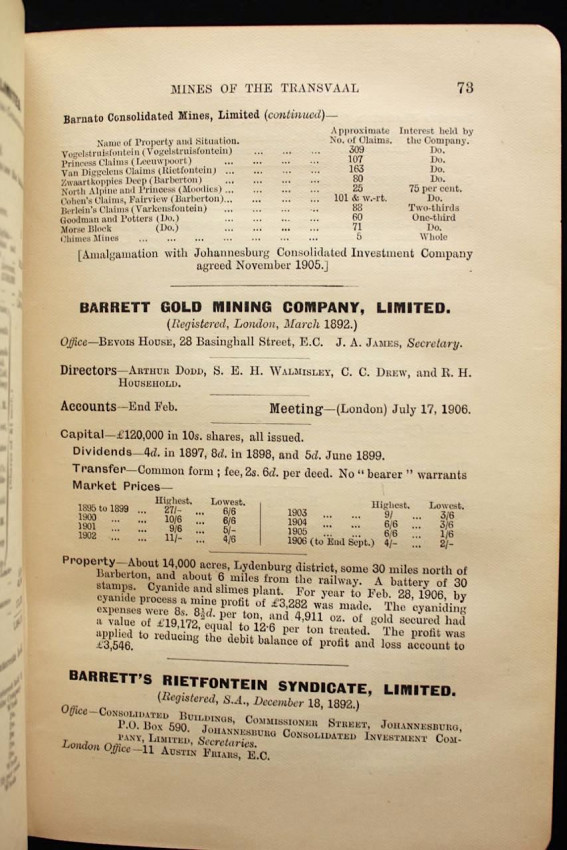 MINES OF THE TRANSVAAL 73
Barnato Consolidated Mines, Limited (continued)—
Approximate Interest held by
Name of Property and Situation. No. of Claims. the Company.
Vogelstruisfontein (Vogelstruisfontein) ... ... ... 309 Do.
Princess Claims (Leeuwpoort) ... ... ... ... 107 Do.
Van Diggelens Claims (Rietfontein) ... ... ... ... 163 Do.
Zwaartkoppies Deep (Barberton) ... ... ... ... 80 Do.
North Alpine and Princess (Moodies) ... ... ... ... 25 75 per cent.
Cohen's Claims, Fairview (Barberton)... ... ... ... 101 & w.-rt. Do.
Berlein's Claims (Varkensfontein) ... ... ... ... 88 Two-thirds
Goodman and Potters (Do.) ... ... ... ... 60 One-third
Morse Block (Do.) ... ... ... ... 71 Do.
Chimes Mines ... ... ... ... ... ... ... 5 Whole
[Amalgamation with Johannesburg Consolidated Investment Company
agreed November 1905.]
BARRETT GOLD MINING COMPANY, LIMITED.
(Registered, London, March 1892.)
Office—BEVOIS HOUSE, 28 Basinghall Street, E.C. J. A. JAMES, Secretary.
Directors—ARTHUR DODD, S. E. H. WALMISLEY, C. C. DREW, and R. H.
HOUSEHOLD.
Accounts—End Feb. Meeting—(London) July 17, 1906.
Capital—£120,000 in 10s. shares, all issued.
Dividends—4d. in 1897, 8d. in 1898, and 5d. June 1899.
Transfer—Common form ; fee, 2s. 6d. per deed. No "bearer" warrants
Market Prices—
Highest. Lowest. Highest. Lowest.
1895 to 1899 ... 27/- ... 6/6 1903 ... ... 9/ ... 3/6
1900 ... ... 10/6 ... 6/6 1904 ... ... 6/6 ... 3/6
1901 ... ... 9/6 ... 5/- 1905 ... ... 6/6 ... 1/6
1902 ... ... 11/- ... 4/6 1906 (to End Sept.) 4/- ... 2/-
Property—About 14,000 acres, Lydenburg district, some 30 miles north of
Barberton, and about 6 miles from the railway. A battery of 30
stamps. Cyanide and slimes plant. For year to Feb. 28, 1906, by
cyanide process a mine profit of £3,282 was made. The cyaniding
expenses were 8s. 8½d. per ton, and 4,911 oz. of gold secured had
a value of £19,172, equal to 12·6 per ton treated. The profit was
applied to reducing the debit balance of profit and loss account to
£3,546.
BARRETT'S RIETFONTEIN SYNDICATE, LIMITED.
(Registered, S.A., December 18, 1892.)
Office—CONSOLIDATED BUILDINGS, COMMISSIONER STREET, JOHANNESBURG,
P.O. Box 590. JOHANNESBURG CONSOLIDATED INVESTMENT COM-
PANY, LIMITED, Secretaries.
London Office—11 AUSTIN FRIARS, E.C.